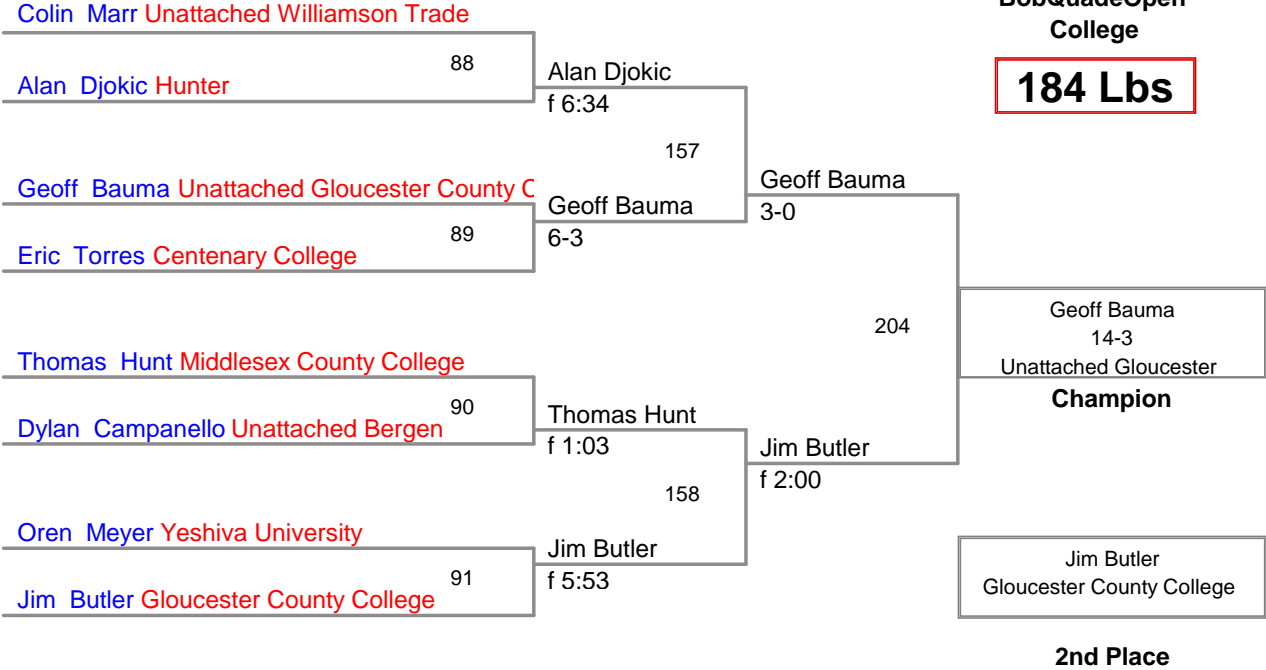 BobQuadeOpen
College
184 Lbs
Colin Marr Unattached Williamson Trade
88
Alan Djokic Hunter
Alan Djokic
f 6:34
157
Geoff Bauma Unattached Gloucester County C
89
Eric Torres Centenary College
Geoff Bauma
6-3
Geoff Bauma
3-0
204
Thomas Hunt Middlesex County College
90
Dylan Campanello Unattached Bergen
Thomas Hunt
f 1:03
158
Oren Meyer Yeshiva University
91
Jim Butler Gloucester County College
Jim Butler
f 5:53
Jim Butler
f 2:00
Geoff Bauma
14-3
Unattached Gloucester
Champion
Jim Butler
Gloucester County College
2nd Place